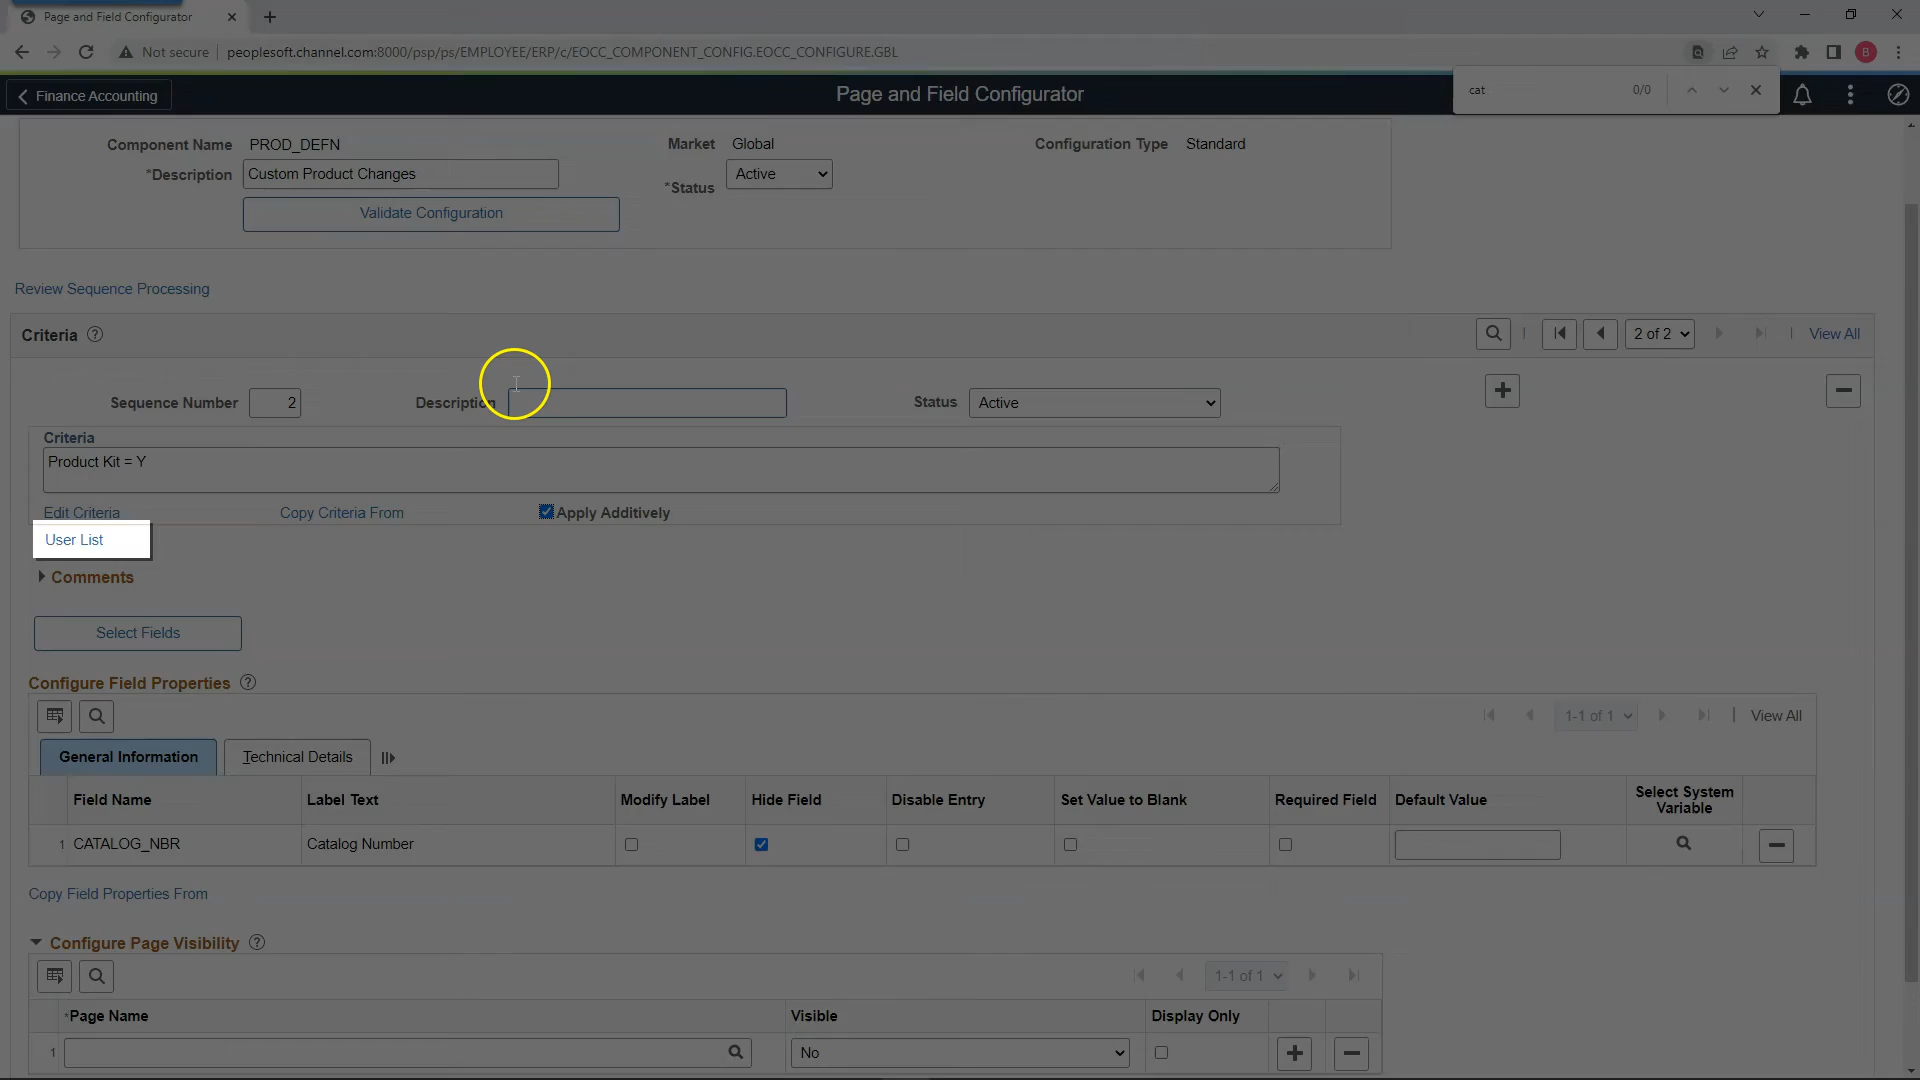 Page and Field Configurator
Not secure peoplesoft.channel.com:8000/psp/ps/EMPLOYEE/ERP/c/EOCC_COMPONENT_CONFIG.EOCC_CONFIGURE.GBL
B
Finance Accounting
Page and Field Configurator
cat 0/0
Component Name PROD_DEFN Market Global Configuration Type Standard
*Description Custom Product Changes *Status Active
Validate Configuration
Review Sequence Processing
Criteria 2 of 2 View All
Sequence Number 2 Description Status Active
Criteria
Product Kit = Y
Edit Criteria Copy Criteria From Apply Additively
User List
Comments
Select Fields
Configure Field Properties
1-1 of 1 View All
General Information Technical Details
Field Name Label Text Modify Label Hide Field Disable Entry Set Value to Blank Required Field Default Value Select System Variable
1 CATALOG_NBR Catalog Number
Copy Field Properties From
Configure Page Visibility
1-1 of 1
*Page Name Visible Display Only
1 No